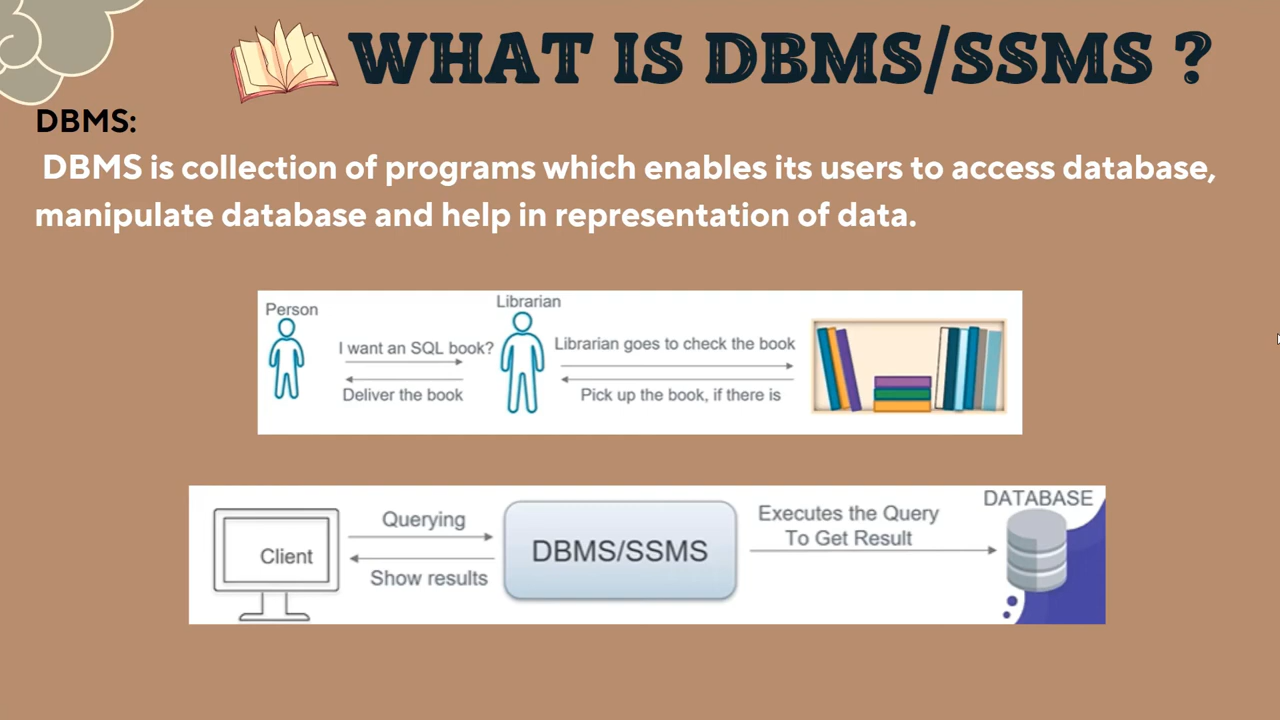 WHAT IS DBMS/SSMS ?
DBMS:
DBMS is collection of programs which enables its users to access database,
manipulate database and help in representation of data.
Person
Librarian
I want an SQL book?
Librarian goes to check the book
Deliver the book
Pick up the book, if there is
DATABASE
Querying
Executes the Query
To Get Result
Client
DBMS/SSMS
Show results